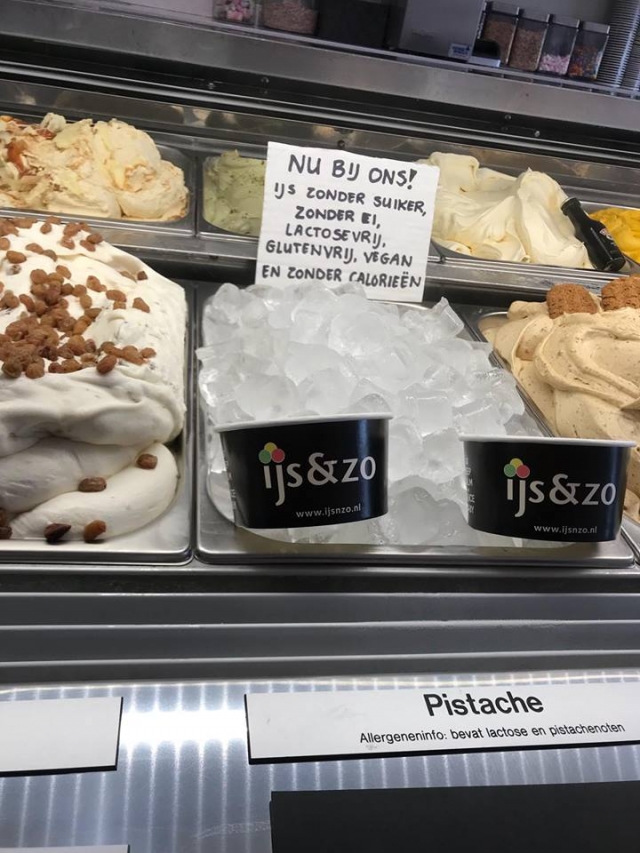 NU BIJ ONS!
IJS ZONDER SUIKER,
ZONDER EI,
LACTOSEVRIJ,
GLUTENVRIJ, VEGAN
EN ZONDER CALORIEËN
ijs&zo
www.ijsnzo.nl
ijs&zo
www.ijsnzo.nl
Pistache
Allergeneninfo: bevat lactose en pistachenoten